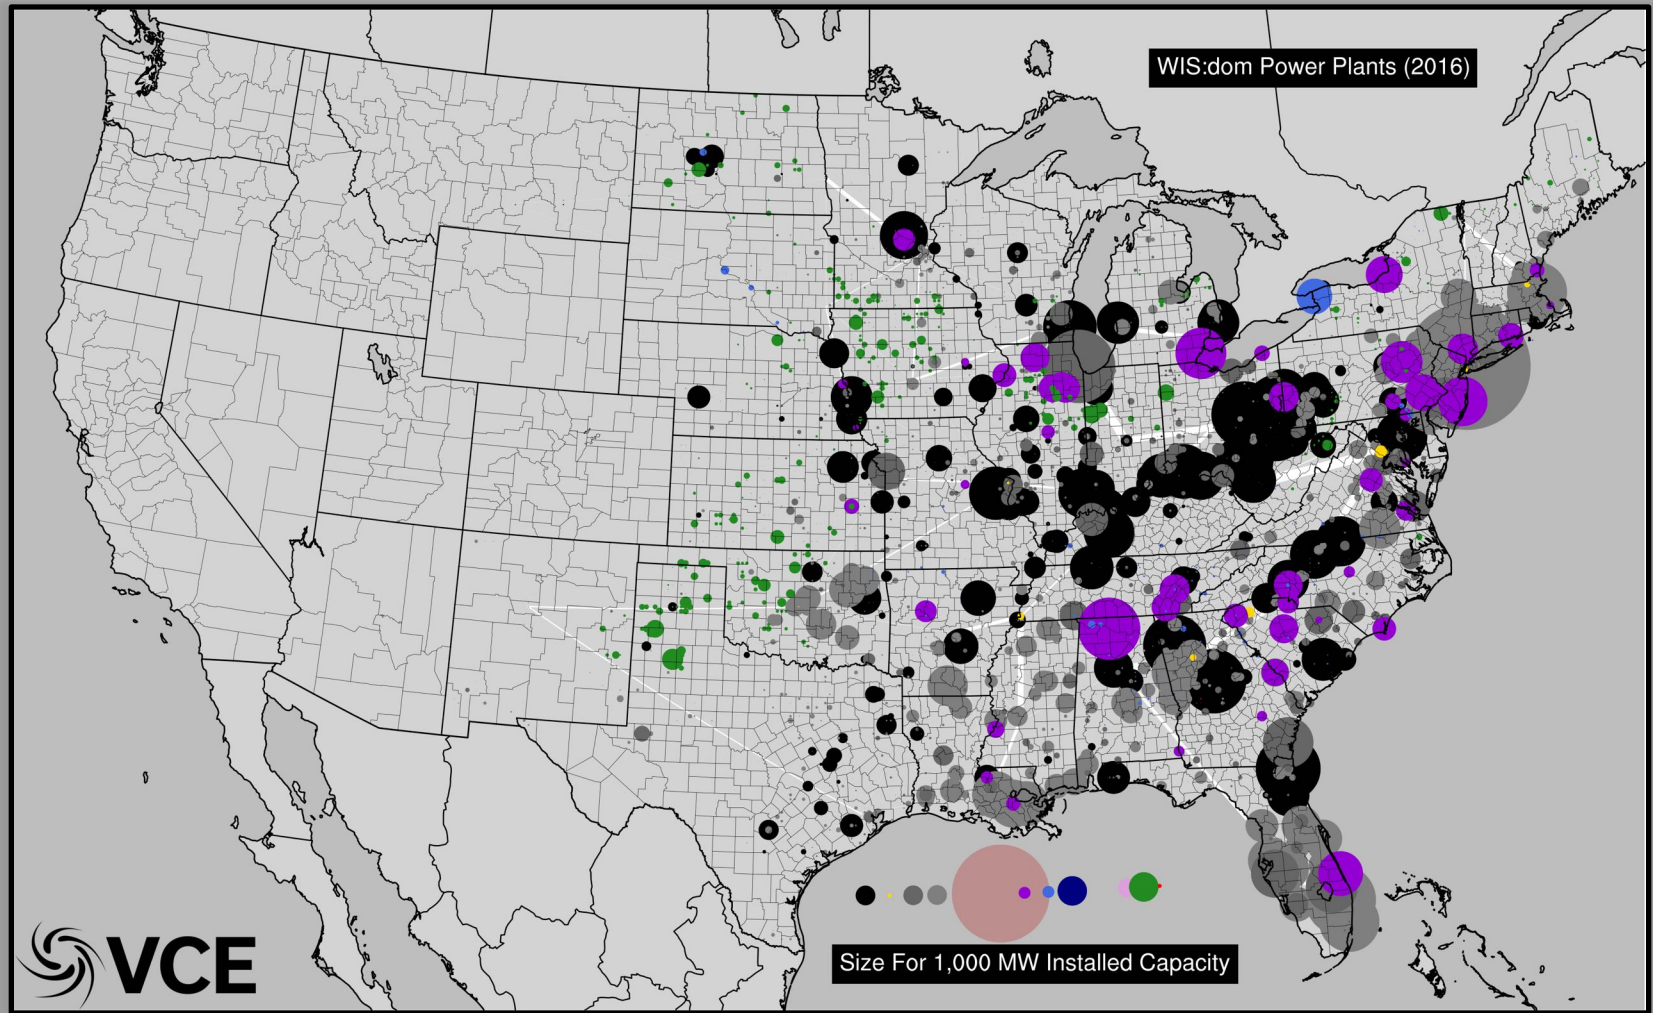 WIS:dom Power Plants (2016)
Size For 1,000 MW Installed Capacity
VCE